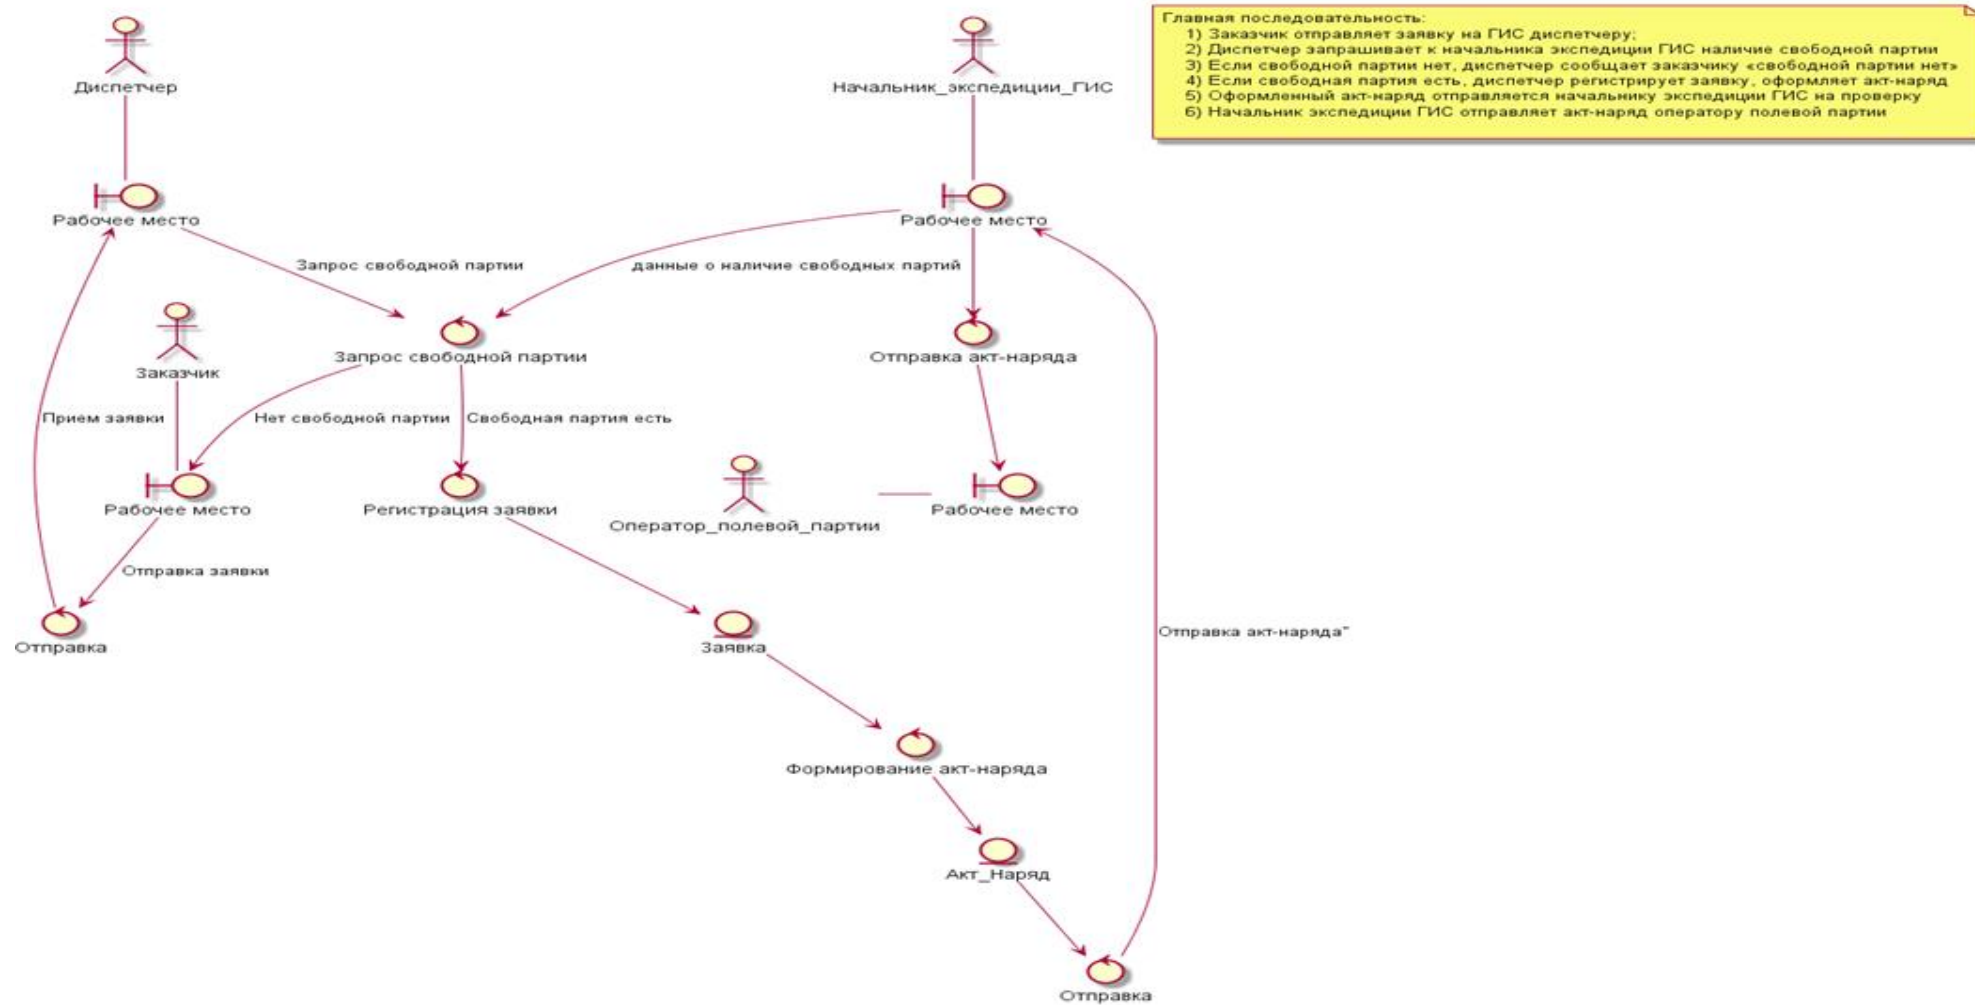 Главная последовательность:
1) Заказчик отправляет заявку на ГИС диспетчеру;
2) Диспетчер запрашивает к начальника экспедиции ГИС наличие свободной партии
3) Если свободной партии нет, диспетчер сообщает заказчику «свободной партии нет»
4) Если свободная партия есть, диспетчер регистрирует заявку, оформляет акт-наряд
5) Оформленный акт-наряд отправляется начальнику экспедиции ГИС на проверку
6) Начальник экспедиции ГИС отправляет акт-наряд оператору полевой партии
Диспетчер
Начальник_экспедиции_ГИС
Рабочее место
Рабочее место
Запрос свободной партии
данные о наличие свободных партий
Запрос свободной партии
Отправка акт-наряда
Заказчик
Прием заявки
Нет свободной партии
Свободная партия есть
Рабочее место
Регистрация заявки
Оператор_полевой_партии
Рабочее место
Отправка заявки
Отправка
Заявка
Отправка акт-наряда"
Формирование акт-наряда
Акт_Наряд
Отправка